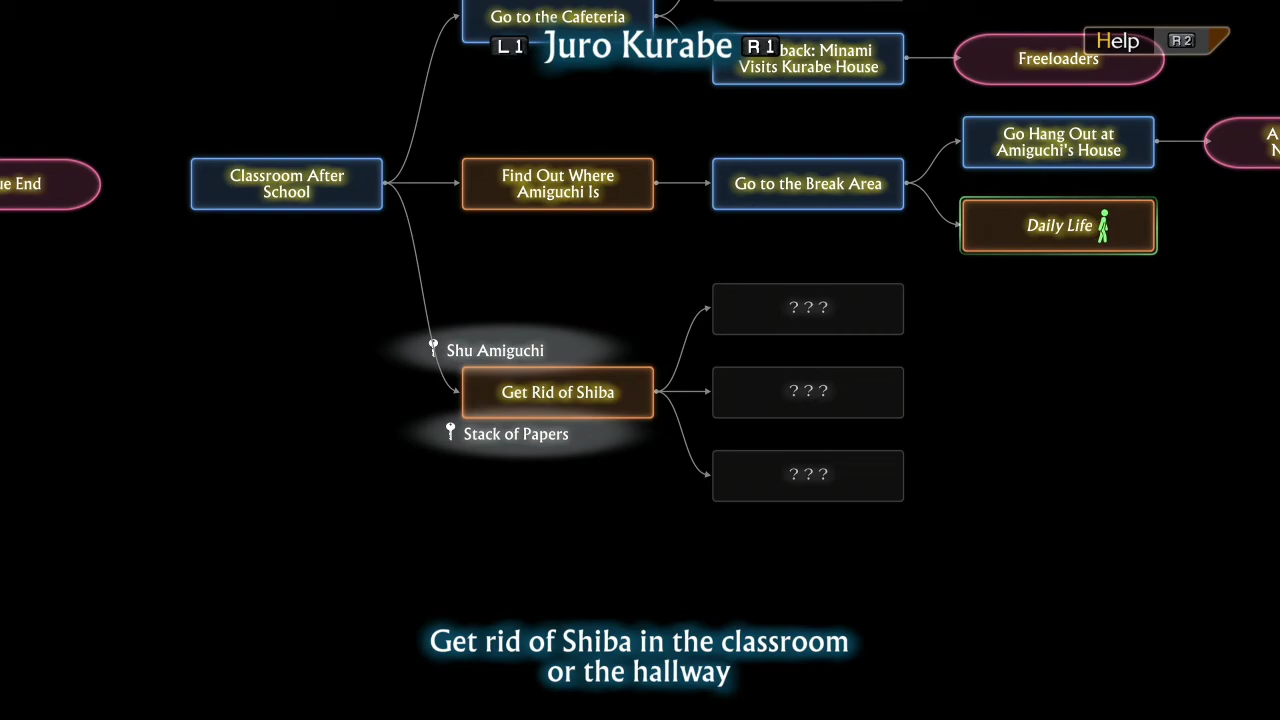 Go to the Cafeteria
L1 Juro Kurabe R1
Help R2
back: Minami
Visits Kurabe House
Freeloaders
Go Hang Out at
Amiguchi's House
ue End
Classroom After
School
Find Out Where
Amiguchi Is
Go to the Break Area
Daily Life
???
Shu Amiguchi
Get Rid of Shiba
???
Stack of Papers
???
Get rid of Shiba in the classroom
or the hallway